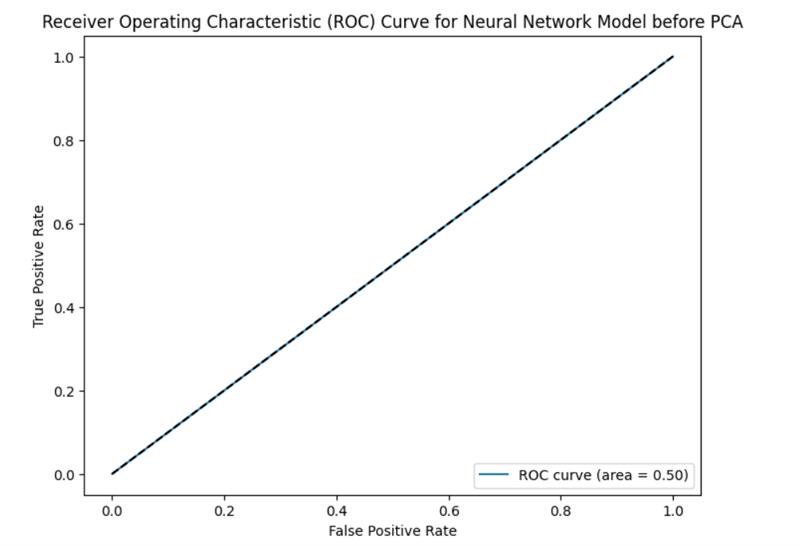 Receiver Operating Characteristic (ROC) Curve for Neural Network Model before PCA
1.0
0.8
0.6
0.4
0.2
0.0
True Positive Rate
ROC curve (area = 0.50)
0.0 0.2 0.4 0.6 0.8 1.0
False Positive Rate